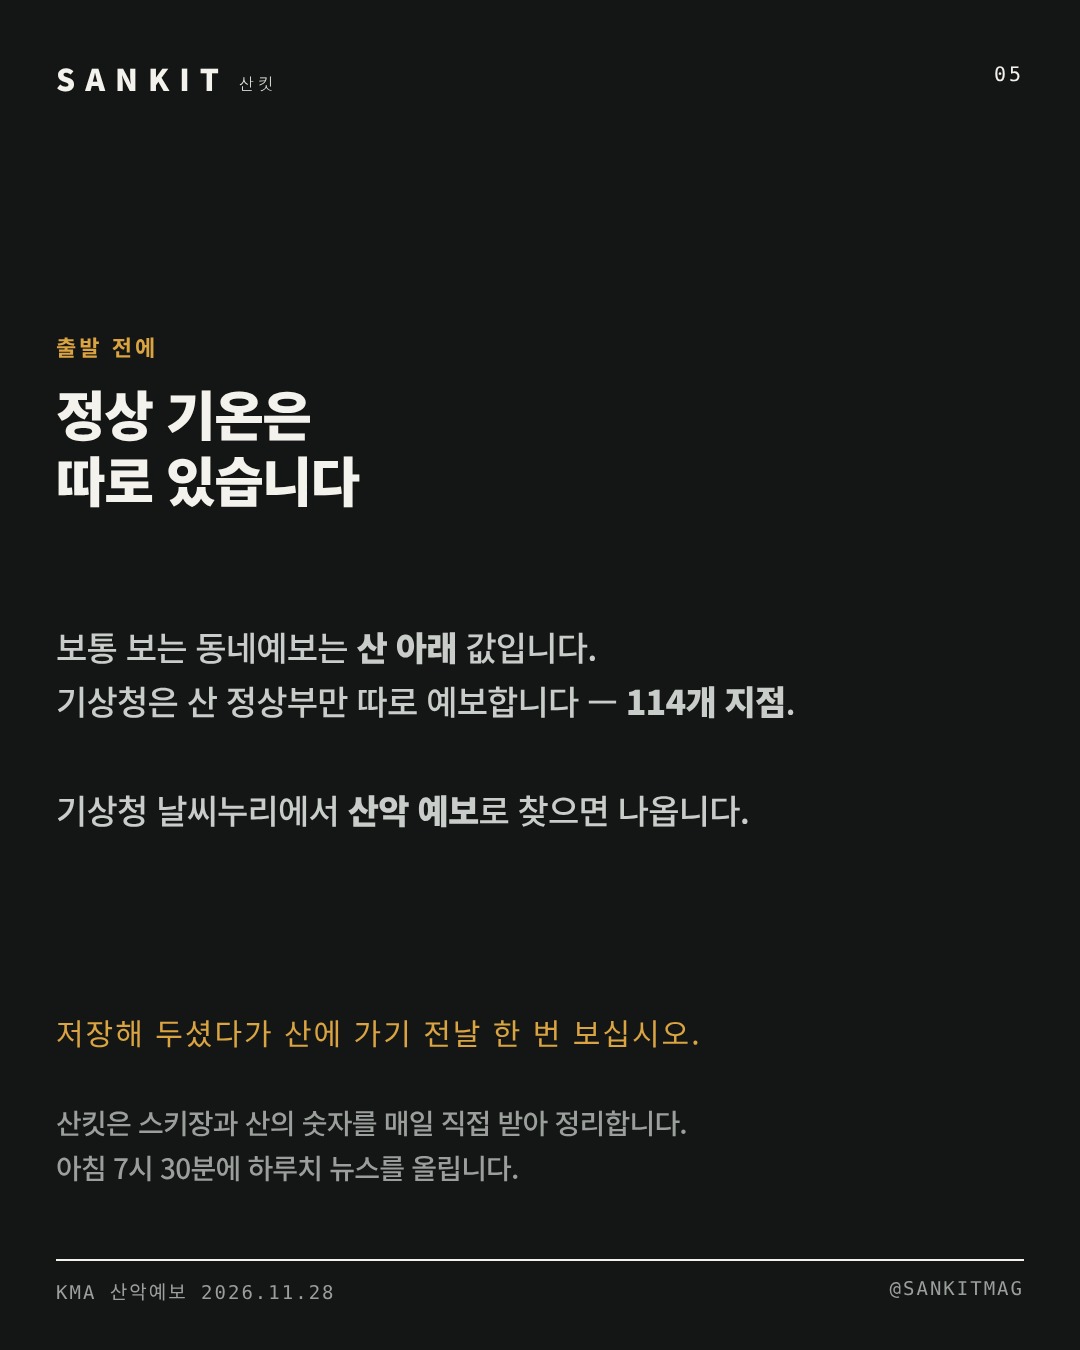 SANKIT 산킷
05
출발 전에
정상 기온은
따로 있습니다
보통 보는 동네예보는 산 아래 값입니다.
기상청은 산 정상부만 따로 예보합니다 — 114개 지점.
기상청 날씨누리에서 산악 예보로 찾으면 나옵니다.
저장해 두셨다가 산에 가기 전날 한 번 보십시오.
산킷은 스키장과 산의 숫자를 매일 직접 받아 정리합니다.
아침 7시 30분에 하루치 뉴스를 올립니다.
KMA 산악예보 2026.11.28
@SANKITMAG